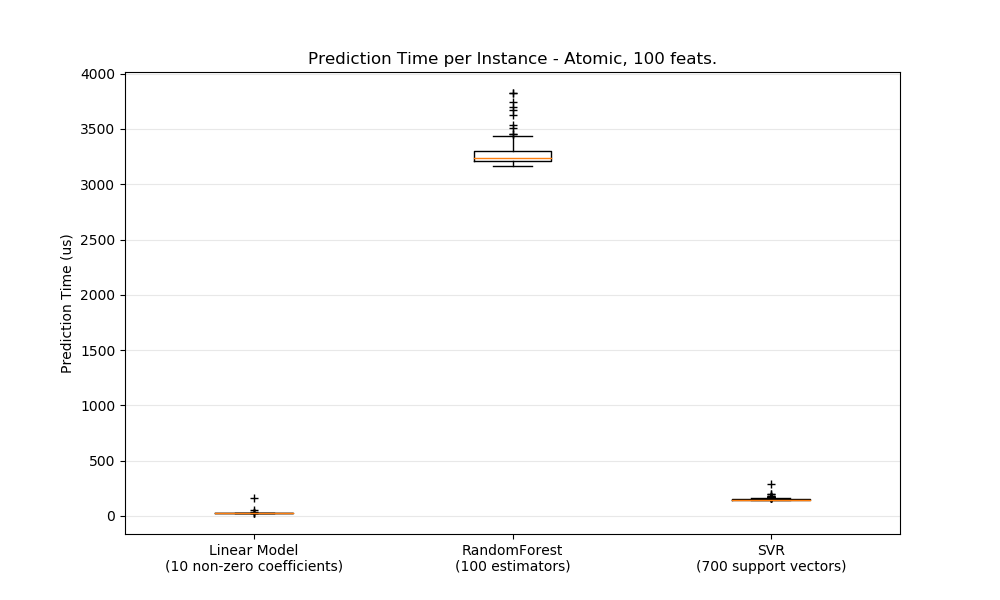 Prediction Time per Instance - Atomic, 100 feats.
Prediction Time (us)
4000
3500
3000
2500
2000
1500
1000
500
0
Linear Model
(10 non-zero coefficients)
RandomForest
(100 estimators)
SVR
(700 support vectors)